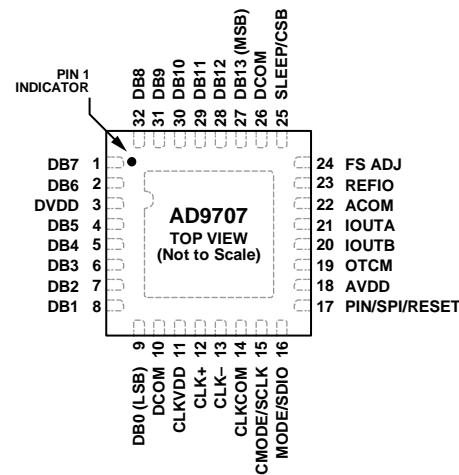 PIN 1
INDICATOR
32 DB8
31 DB9
30 DB10
29 DB11
28 DB12
27 DB13 (MSB)
26 DCOM
25 SLEEP/CSB
DB7 1
DB6 2
DVDD 3
DB5 4
DB4 5
DB3 6
DB2 7
DB1 8
AD9707
TOP VIEW
(Not to Scale)
24 FS ADJ
23 REFIO
22 ACOM
21 IOUTA
20 IOUTB
19 OTCM
18 AVDD
17 PIN/SPI/RESET
DB0 (LSB) 9
DCOM 10
CLKVDD 11
CLK+ 12
CLK– 13
CLKCOM 14
CMODE/SCLK 15
MODE/SDIO 16